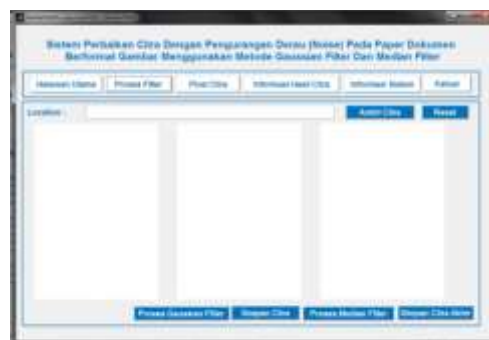 Sistem Perbaikan Citra Dengan Pengurangan Derau (Noise) Pada Paper Dokumen
Berformat Gambar Menggunakan Metode Gaussian Filter Dan Median Filter
Halaman Utama Proses Filter Pixel Citra Informasi Hasil Citra Informasi Sistem Keluar
Location :
Ambil Citra Reset
Proses Gaussian Filter Simpan Citra Proses Median Filter Simpan Citra Akhir